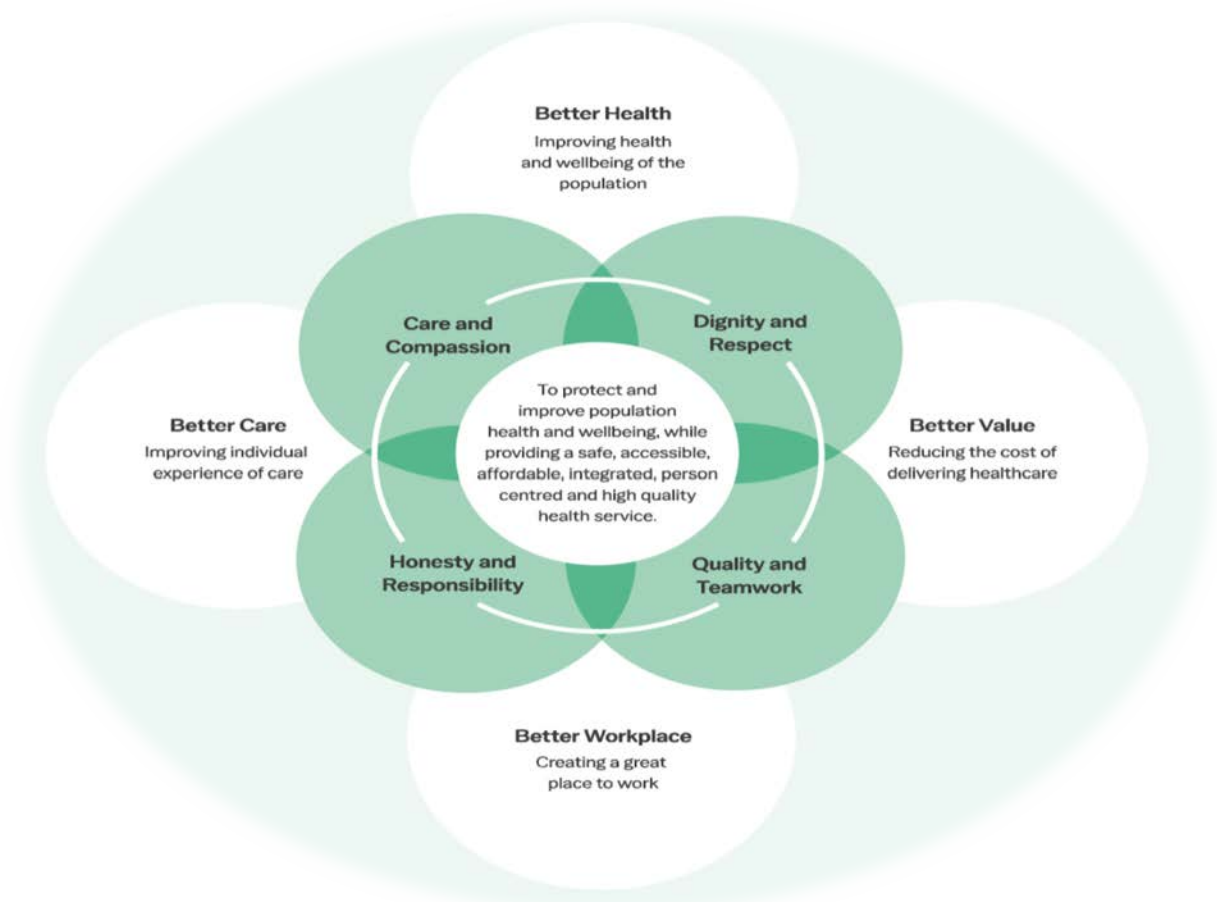 Better Health
Improving health
and wellbeing of the
population
Care and
Compassion
Dignity and
Respect
Better Care
Improving individual
experience of care
To protect and
improve population
health and wellbeing, while
providing a safe, accessible,
affordable, integrated, person
centred and high quality
health service.
Better Value
Reducing the cost of
delivering healthcare
Honesty and
Responsibility
Quality and
Teamwork
Better Workplace
Creating a great
place to work